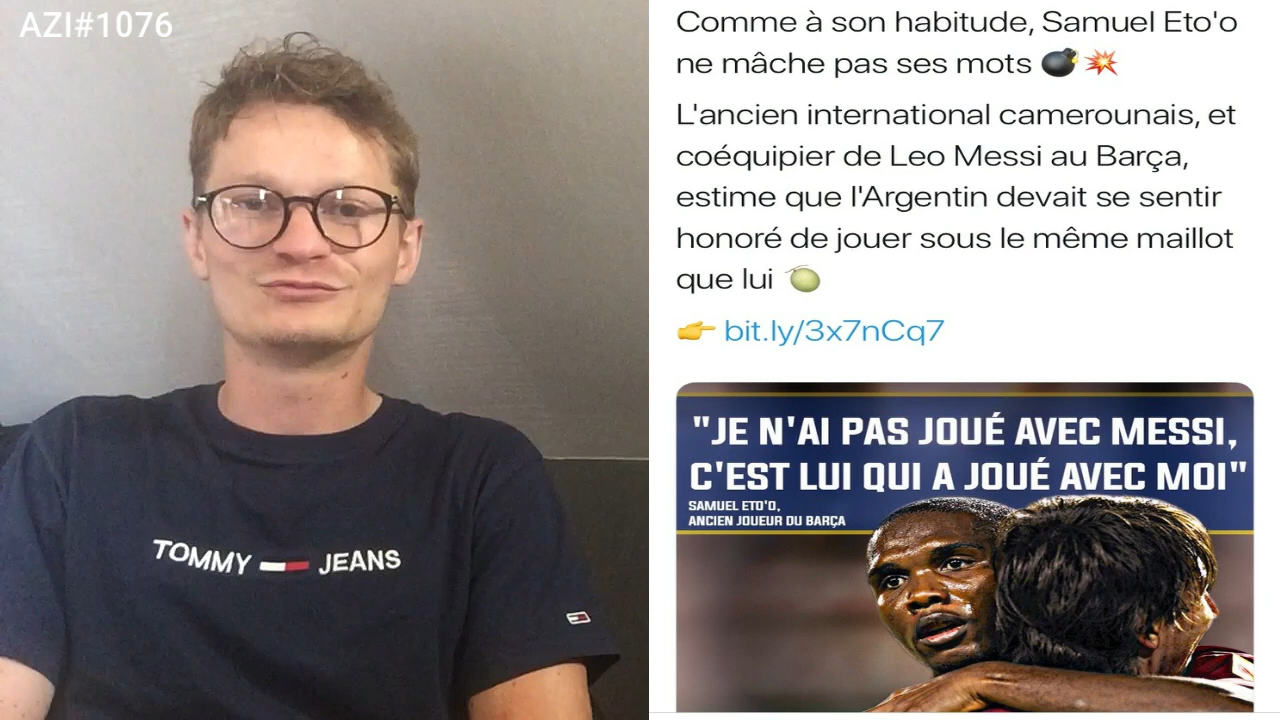 AZI#1076
TOMMY JEANS
Comme à son habitude, Samuel Eto'o
ne mâche pas ses mots 💣💥
L'ancien international camerounais, et
coéquipier de Leo Messi au Barça,
estime que l'Argentin devait se sentir
honoré de jouer sous le même maillot
que lui 🍈
👉 bit.ly/3x7nCq7
"JE N'AI PAS JOUÉ AVEC MESSI,
C'EST LUI QUI A JOUÉ AVEC MOI"
SAMUEL ETO'O,
ANCIEN JOUEUR DU BARÇA